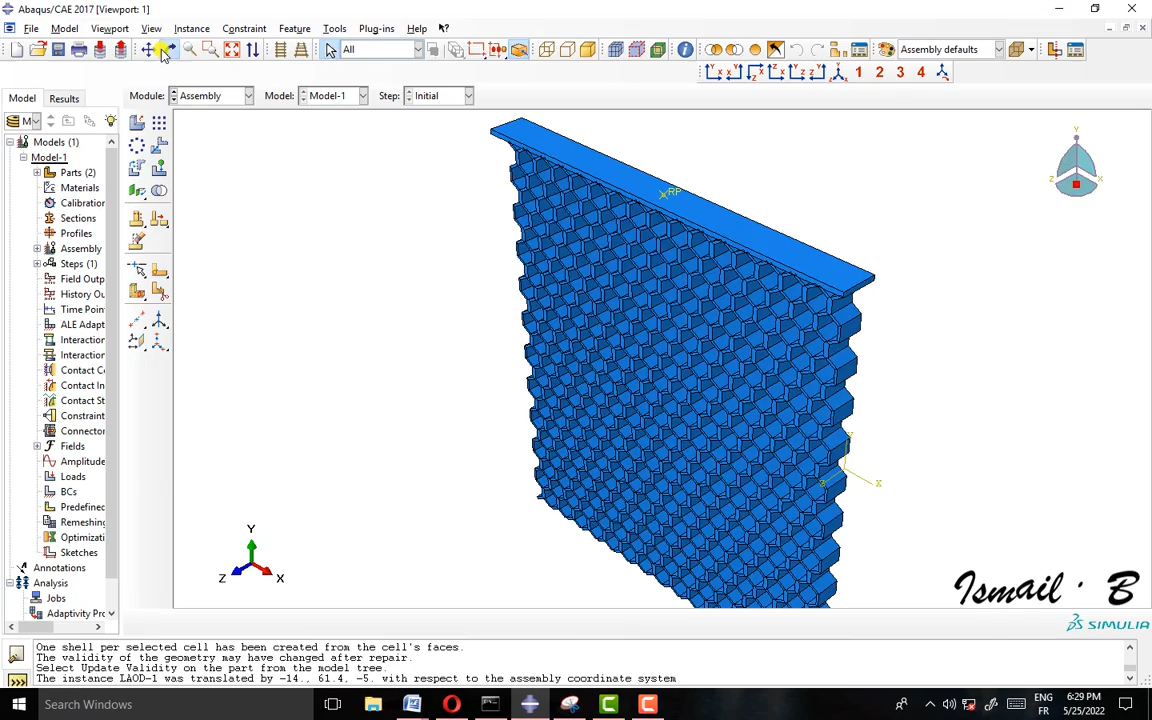 Abaqus/CAE 2017 [Viewport: 1]
File Model Viewport View Instance Constraint Feature Tools Plug-ins Help
All
Assembly defaults
1 2 3 4
Model Results
Module: Assembly Model: Model-1 Step: Initial
M
Models (1)
Model-1
Parts (2)
Materials
Calibration
Sections
Profiles
Assembly
Steps (1)
Field Outp
History Ou
Time Poin
ALE Adapt
Interaction
Interaction
Contact Co
Contact In
Contact St
Constraint
Connector
Fields
Amplitude
Loads
BCs
Predefined
Remeshing
Optimizati
Sketches
Annotations
Analysis
Jobs
Adaptivity Prc
RP
Y
Z X
Y
Z X
Y
Z X
Ismail · B
SIMULIA
One shell per selected cell has been created from the cell's faces.
The validity of the geometry may have changed after repair.
Select Update Validity on the part from the model tree.
The instance LAOD-1 was translated by -14., 61.4, -5. with respect to the assembly coordinate system
Search Windows
ENG
FR
6:29 PM
5/25/2022